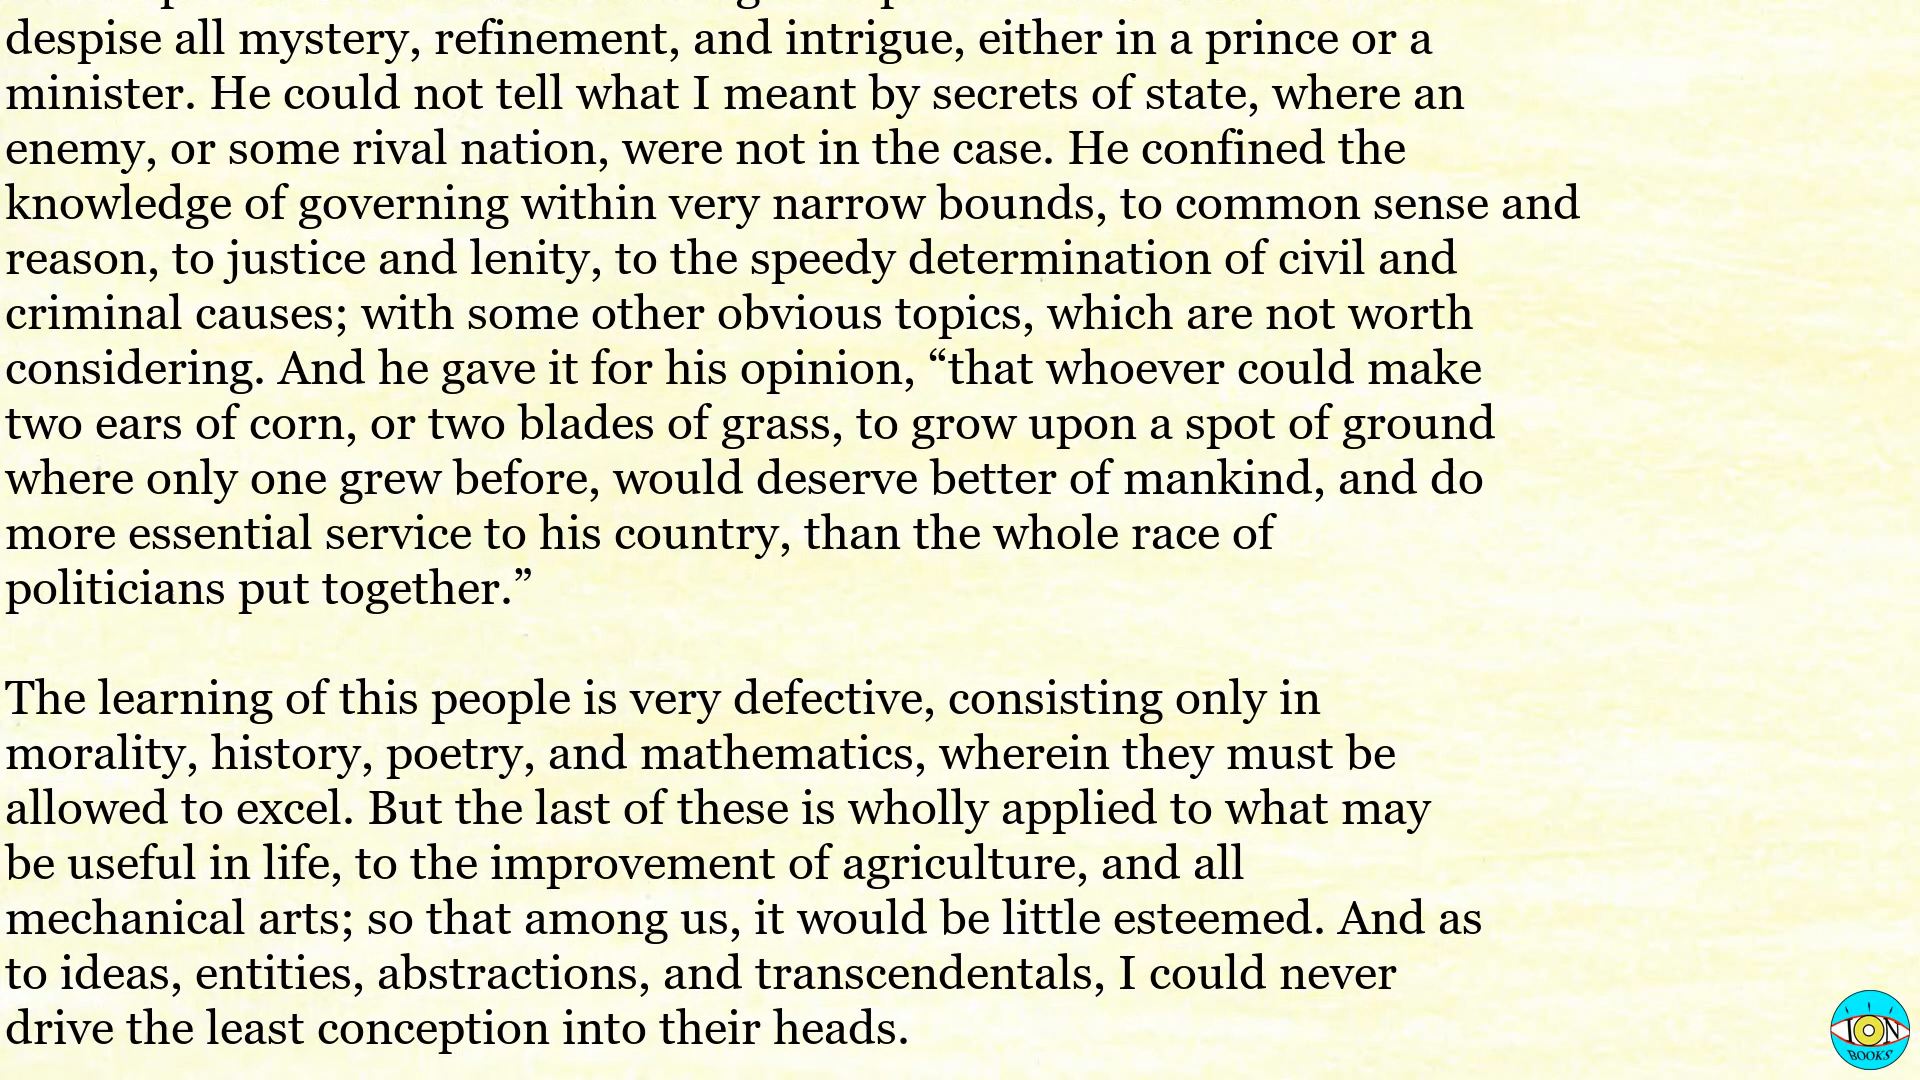 despise all mystery, refinement, and intrigue, either in a prince or a
minister. He could not tell what I meant by secrets of state, where an
enemy, or some rival nation, were not in the case. He confined the
knowledge of governing within very narrow bounds, to common sense and
reason, to justice and lenity, to the speedy determination of civil and
criminal causes; with some other obvious topics, which are not worth
considering. And he gave it for his opinion, “that whoever could make
two ears of corn, or two blades of grass, to grow upon a spot of ground
where only one grew before, would deserve better of mankind, and do
more essential service to his country, than the whole race of
politicians put together.”
The learning of this people is very defective, consisting only in
morality, history, poetry, and mathematics, wherein they must be
allowed to excel. But the last of these is wholly applied to what may
be useful in life, to the improvement of agriculture, and all
mechanical arts; so that among us, it would be little esteemed. And as
to ideas, entities, abstractions, and transcendentals, I could never
drive the least conception into their heads.
ION
BOOKS